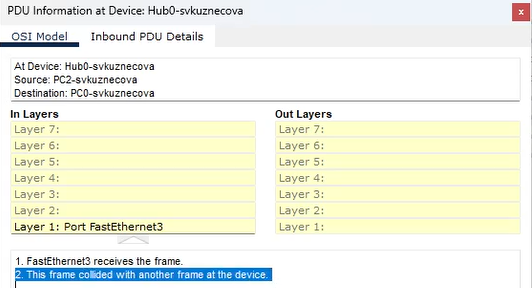 PDU Information at Device: Hub0-svkuznecova
x
OSI Model Inbound PDU Details
At Device: Hub0-svkuznecova
Source: PC2-svkuznecova
Destination: PC0-svkuznecova
In Layers Out Layers
Layer 7: Layer 7:
Layer 6: Layer 6:
Layer 5: Layer 5:
Layer 4: Layer 4:
Layer 3: Layer 3:
Layer 2: Layer 2:
Layer 1: Port FastEthernet3 Layer 1:
1. FastEthernet3 receives the frame.
2. This frame collided with another frame at the device.